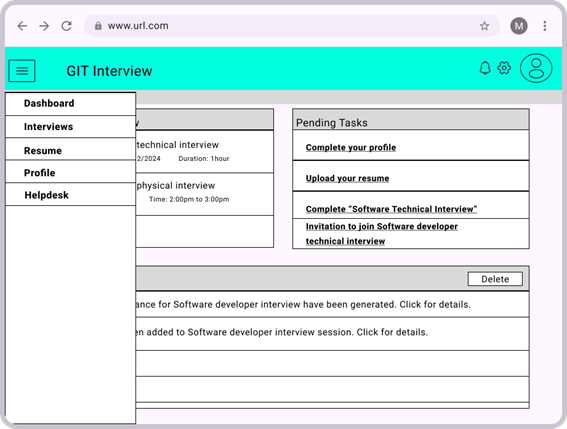 www.url.com
M
GIT Interview
Dashboard
Interviews
Resume
Profile
Helpdesk
technical interview
2/2024 Duration: 1hour
physical interview
Time: 2:00pm to 3:00pm
Pending Tasks
Complete your profile
Upload your resume
Complete “Software Technical Interview”
Invitation to join Software developer
technical interview
Delete
ance for Software developer interview have been generated. Click for details.
en added to Software developer interview session. Click for details.